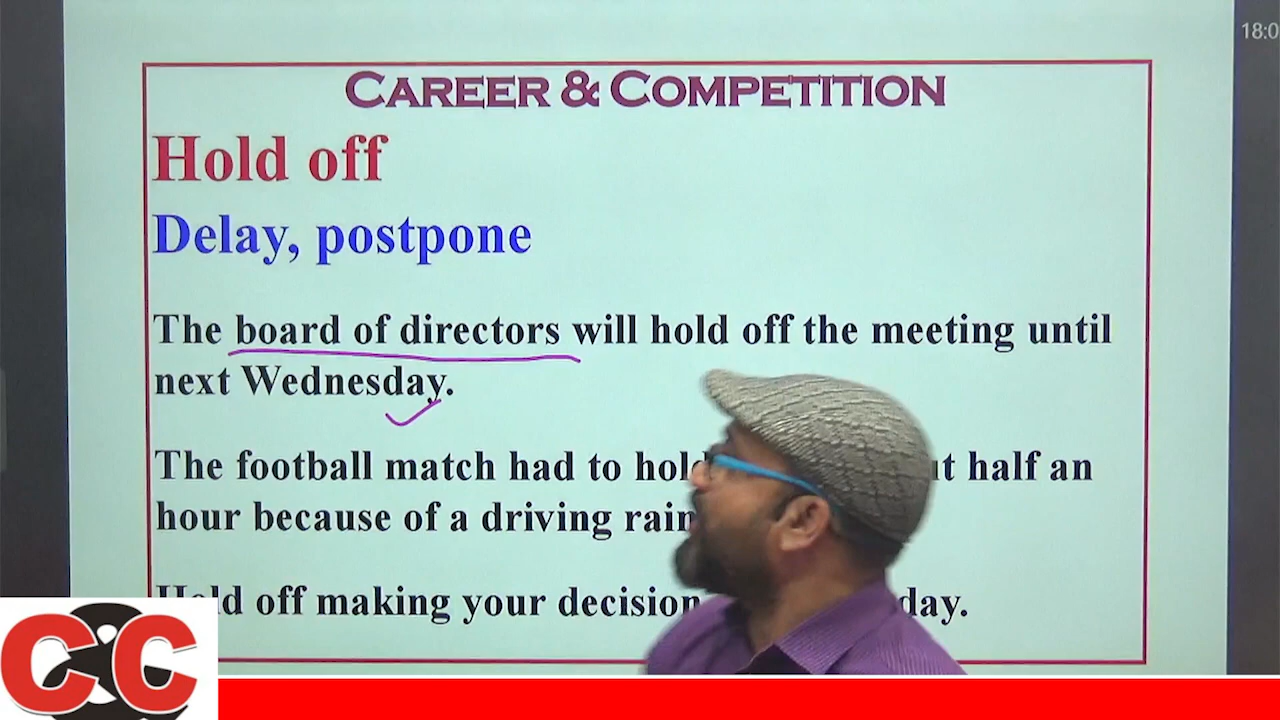 18:0
CAREER & COMPETITION
Hold off
Delay, postpone
The board of directors will hold off the meeting until
next Wednesday.
The football match had to hold half an
hour because of a driving rain
Hold off making your decision day.
CC